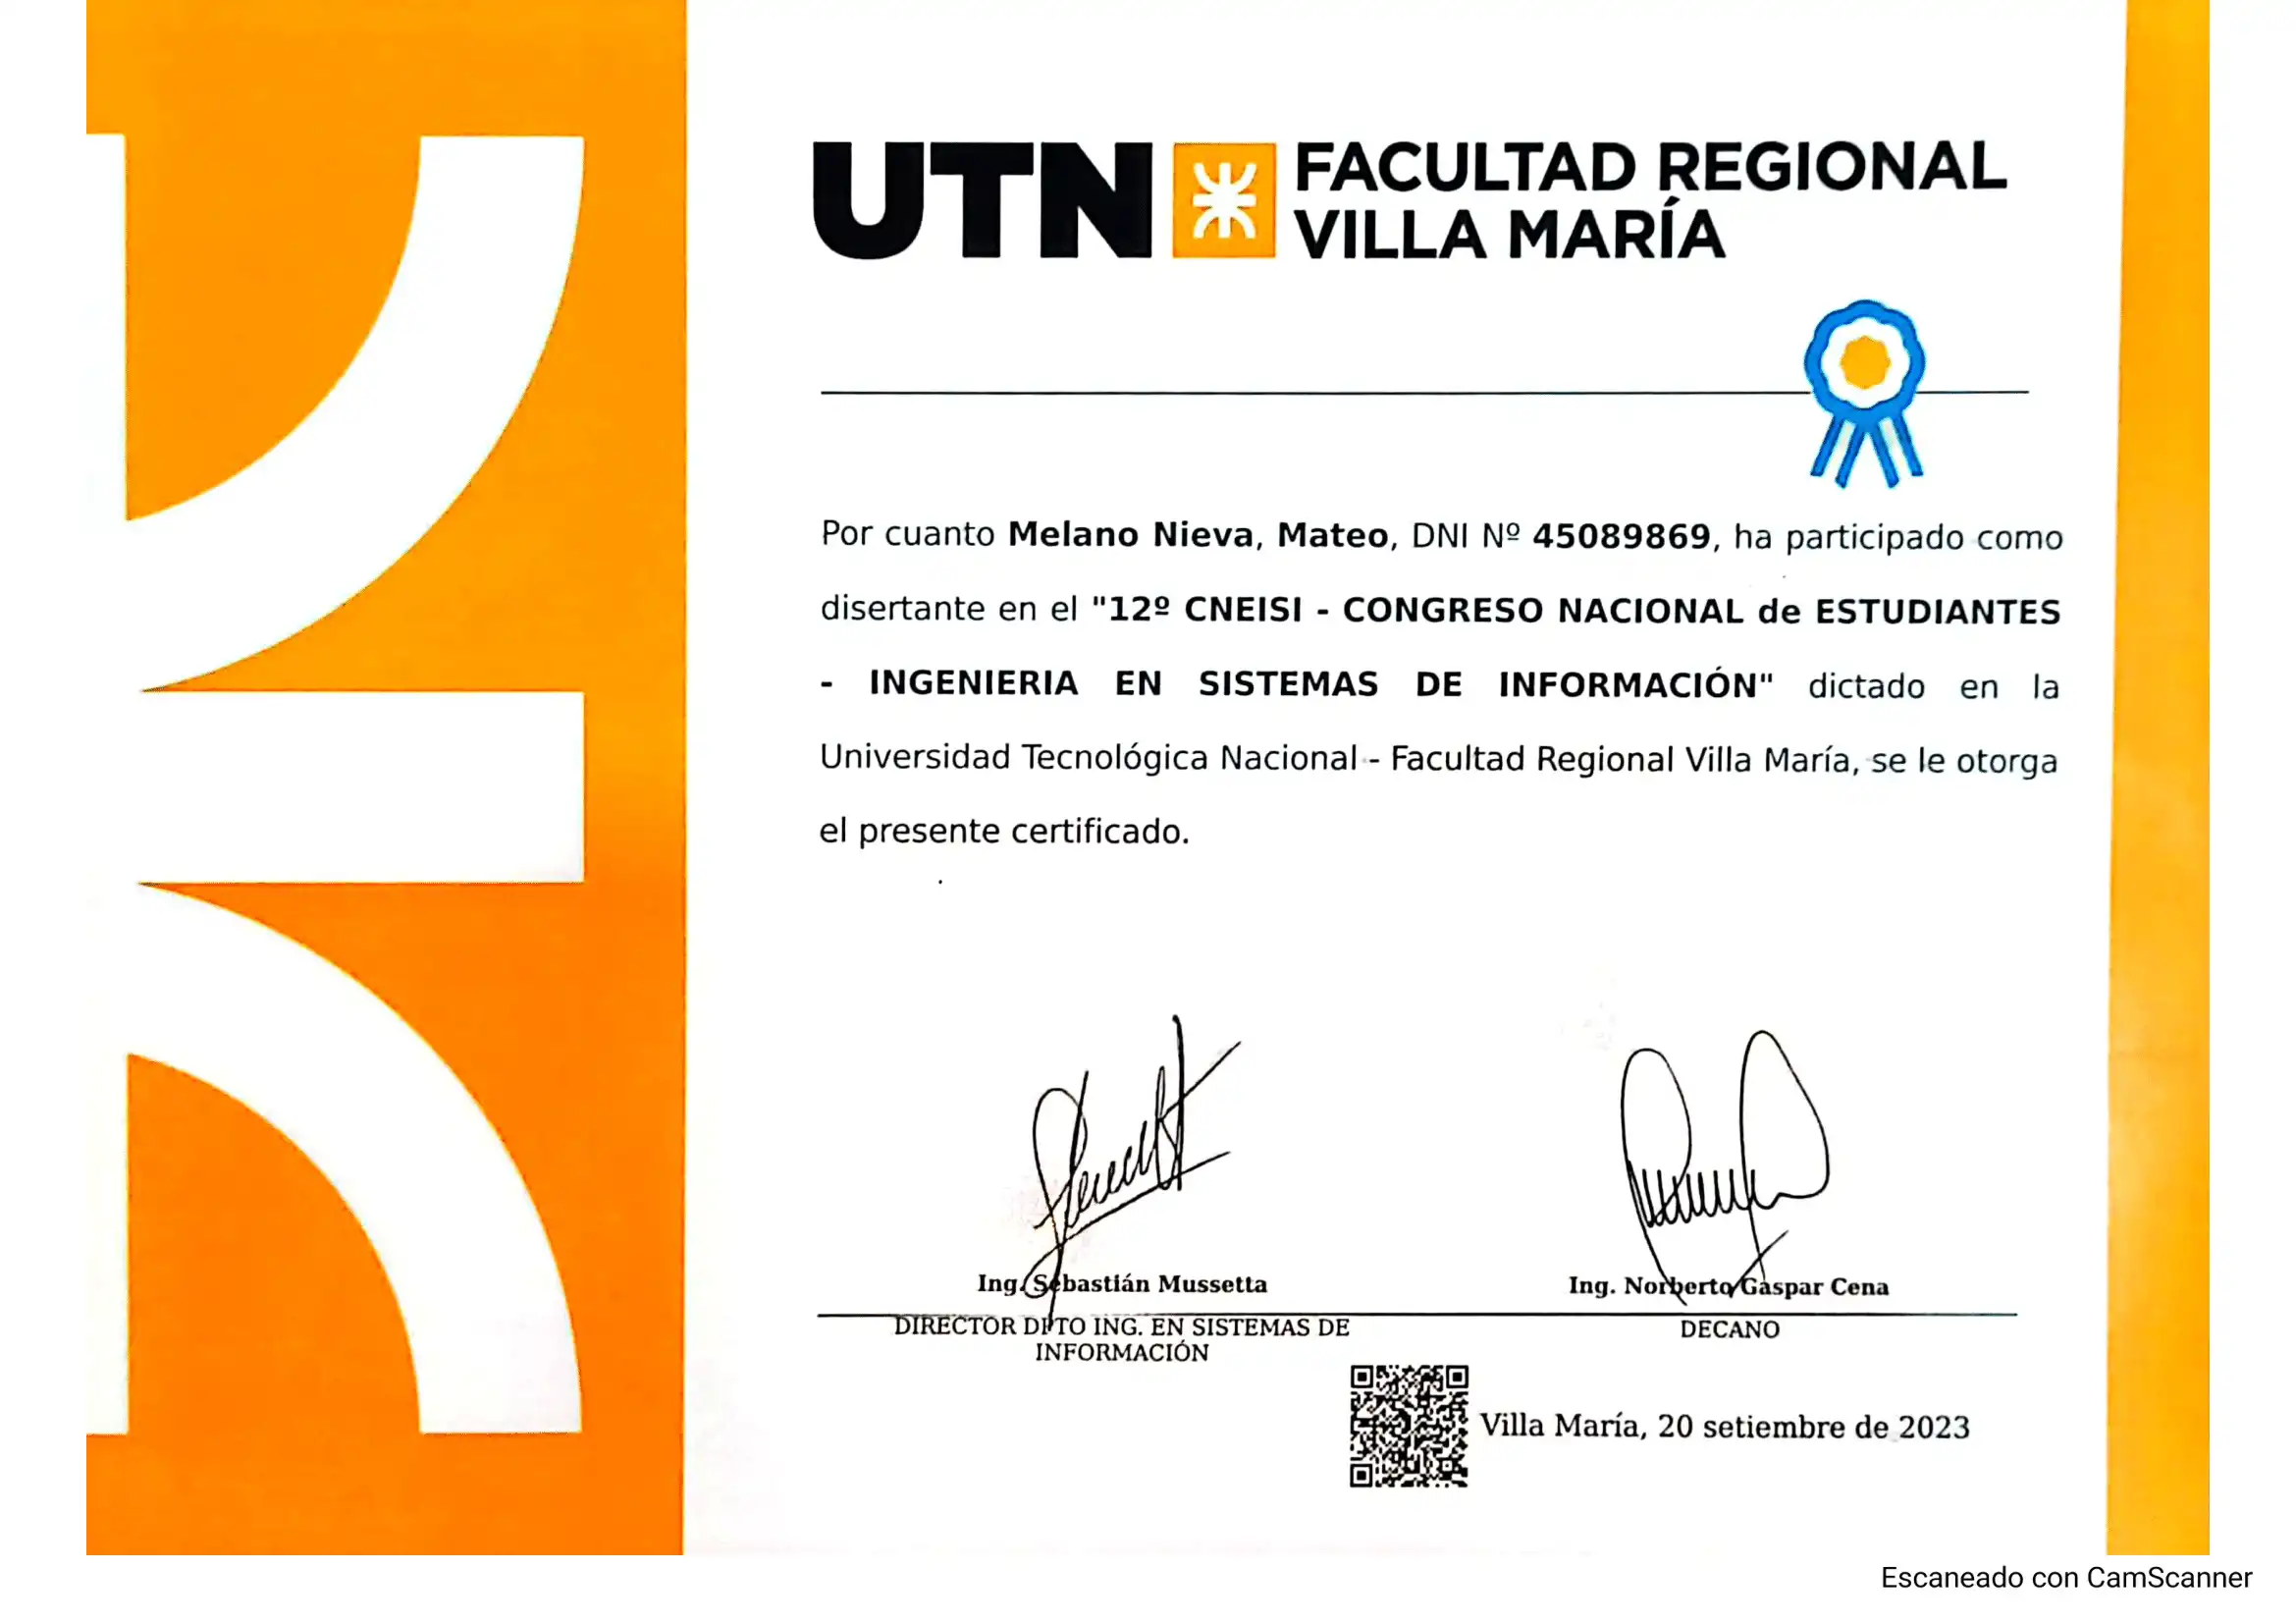 UTN FACULTAD REGIONAL
VILLA MARÍA
Por cuanto Melano Nieva, Mateo, DNI Nº 45089869, ha participado como
disertante en el "12º CNEISI - CONGRESO NACIONAL de ESTUDIANTES
- INGENIERIA EN SISTEMAS DE INFORMACIÓN" dictado en la
Universidad Tecnológica Nacional - Facultad Regional Villa María, se le otorga
el presente certificado.
Ing. Sebastián Mussetta
DIRECTOR DPTO ING. EN SISTEMAS DE
INFORMACIÓN
Ing. Norberto Gaspar Cena
DECANO
Villa María, 20 setiembre de 2023
Escaneado con CamScanner